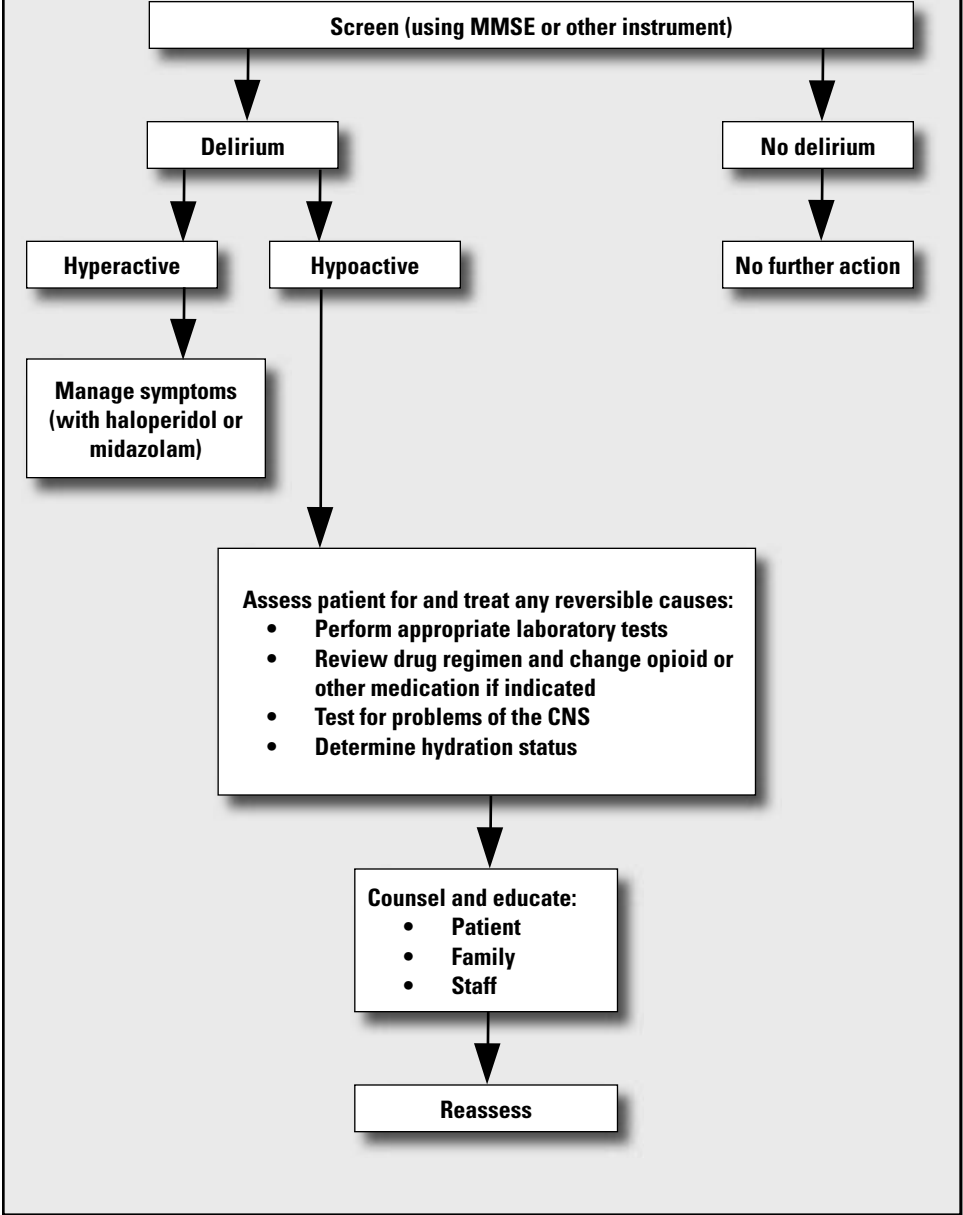 Screen (using MMSE or other instrument)
Delirium
No delirium
Hyperactive
Hypoactive
No further action
Manage symptoms
(with haloperidol or
midazolam)
Assess patient for and treat any reversible causes:
• Perform appropriate laboratory tests
• Review drug regimen and change opioid or
other medication if indicated
• Test for problems of the CNS
• Determine hydration status
Counsel and educate:
• Patient
• Family
• Staff
Reassess